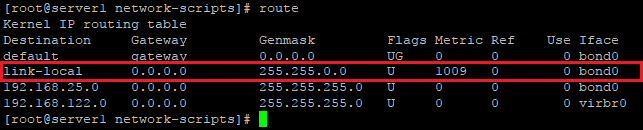 [root@server1 network-scripts]# route
Kernel IP routing table
Destination Gateway Genmask Flags Metric Ref Use Iface
default gateway 0.0.0.0 UG 0 0 0 bond0
link-local 0.0.0.0 255.255.0.0 U 1009 0 0 bond0
192.168.25.0 0.0.0.0 255.255.255.0 U 0 0 0 bond0
192.168.122.0 0.0.0.0 255.255.255.0 U 0 0 0 virbr0
[root@server1 network-scripts]#